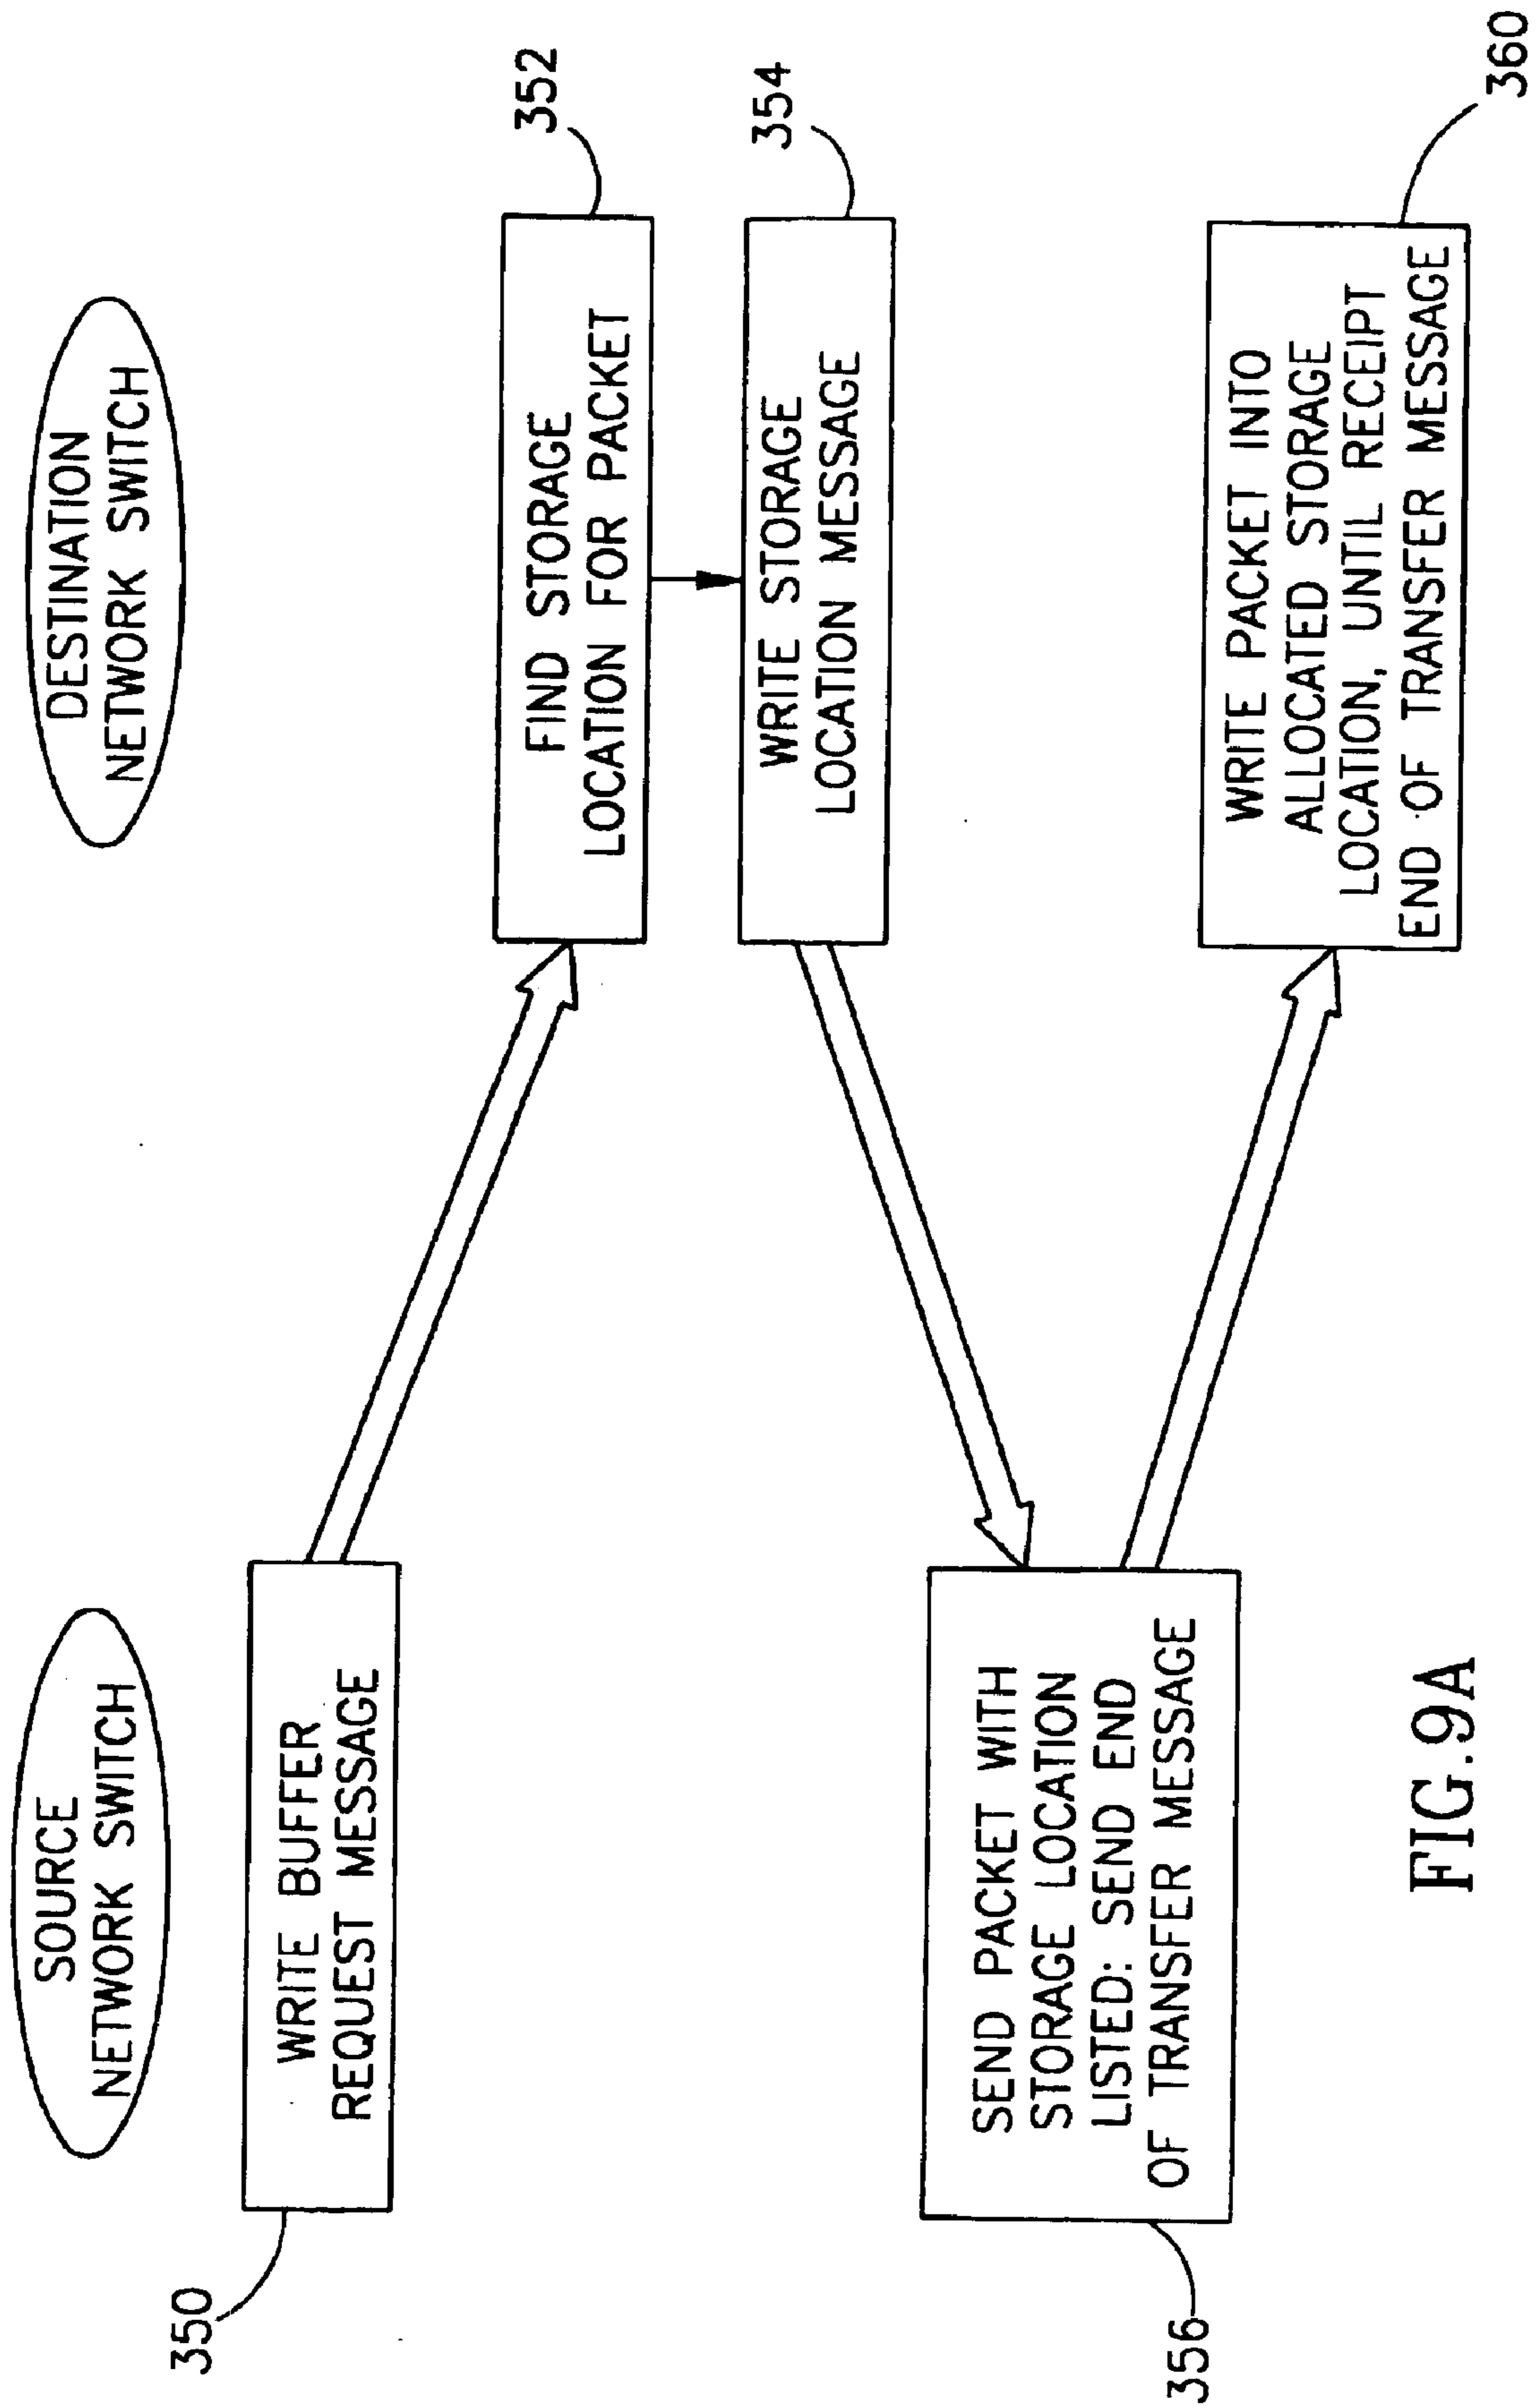 SOURCE
NETWORK SWITCH
DESTINATION
NETWORK SWITCH
350
WRITE BUFFER
REQUEST MESSAGE
FIND STORAGE
LOCATION FOR PACKET
352
WRITE STORAGE
LOCATION MESSAGE
354
SEND PACKET WITH
STORAGE LOCATION
LISTED: SEND END
OF TRANSFER MESSAGE
356
WRITE PACKET INTO
ALLOCATED STORAGE
LOCATION, UNTIL RECEIPT
END OF TRANSFER MESSAGE
360
FIG.9A